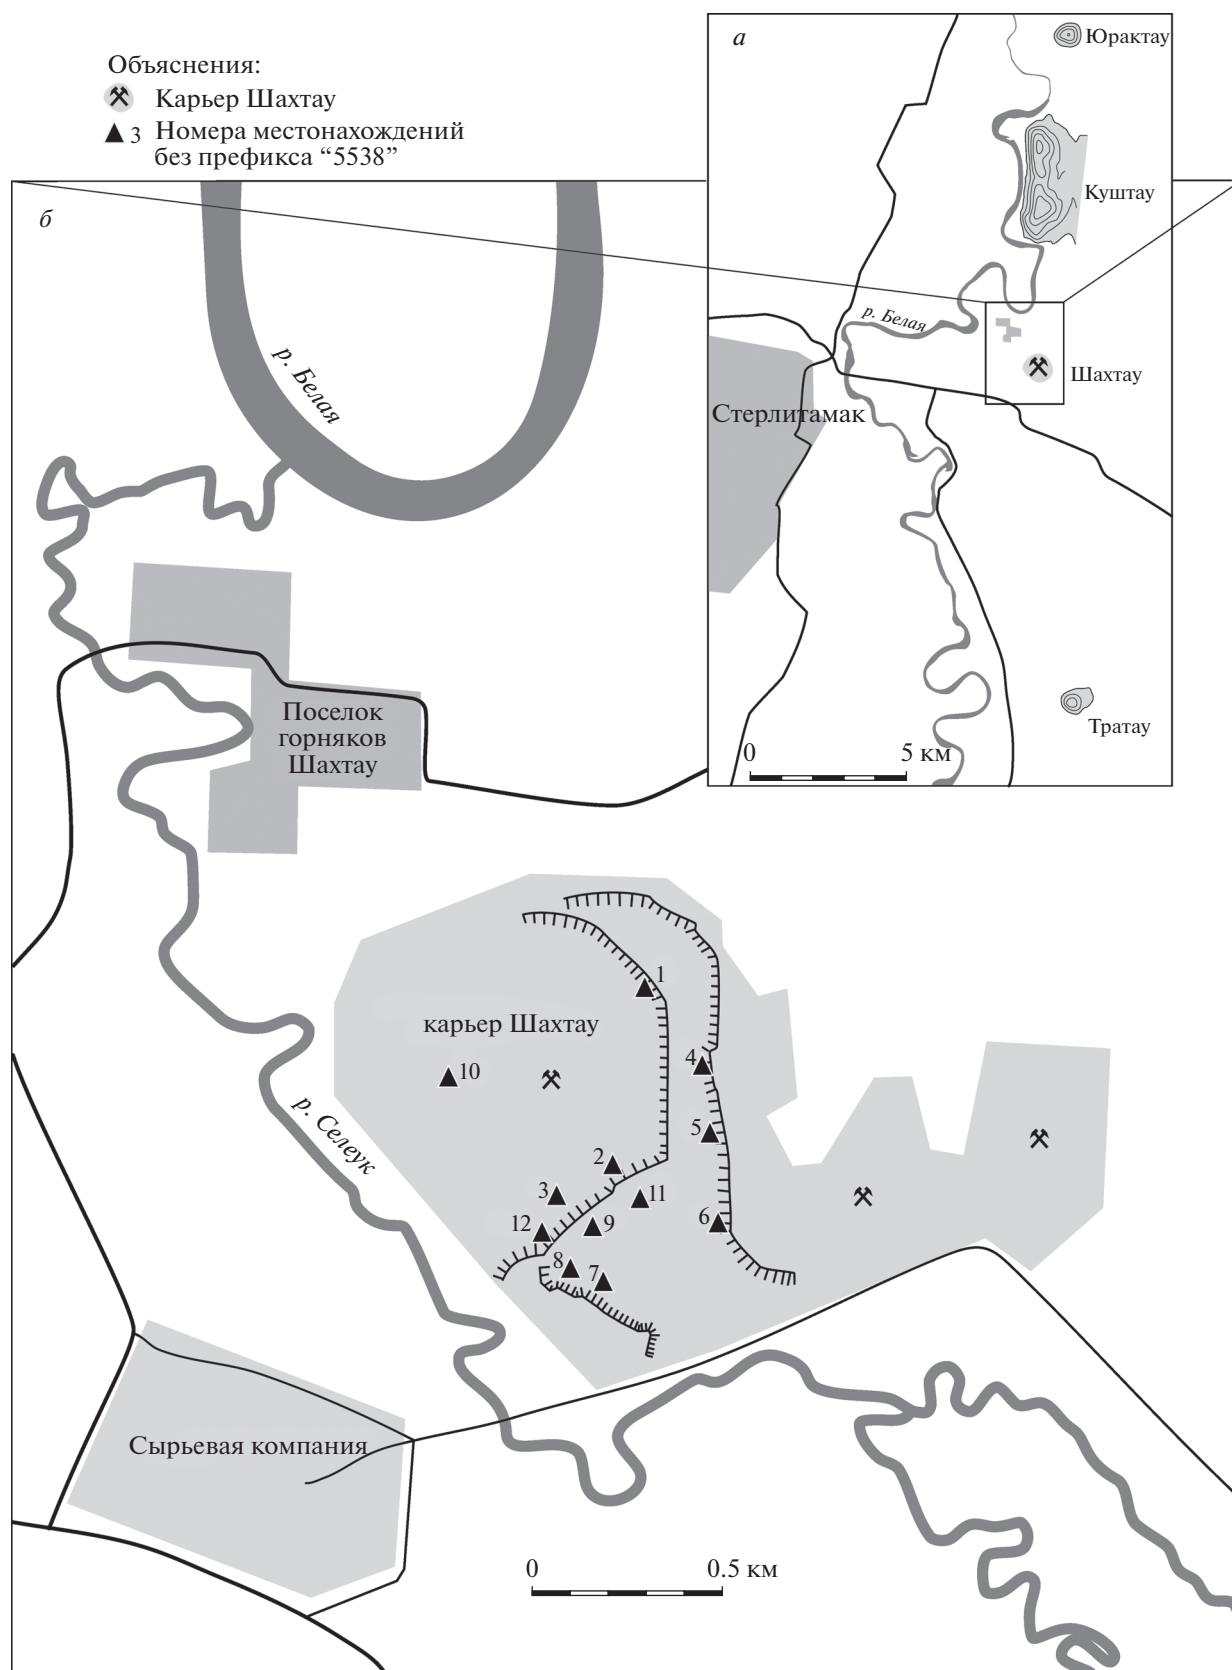 Объяснения:
Карьер Шахтау
3 Номера местонахождений
без префикса “5538”
а
Юрактау
Куштау
р. Белая
Шахтау
Стерлитамак
Тратау
0 5 км
б
р. Белая
Поселок
горняков
Шахтау
1
карьер Шахтау
4
10
5
р. Селеук
2
3
11
12
9
6
8
7
Сырьевая компания
0 0.5 км